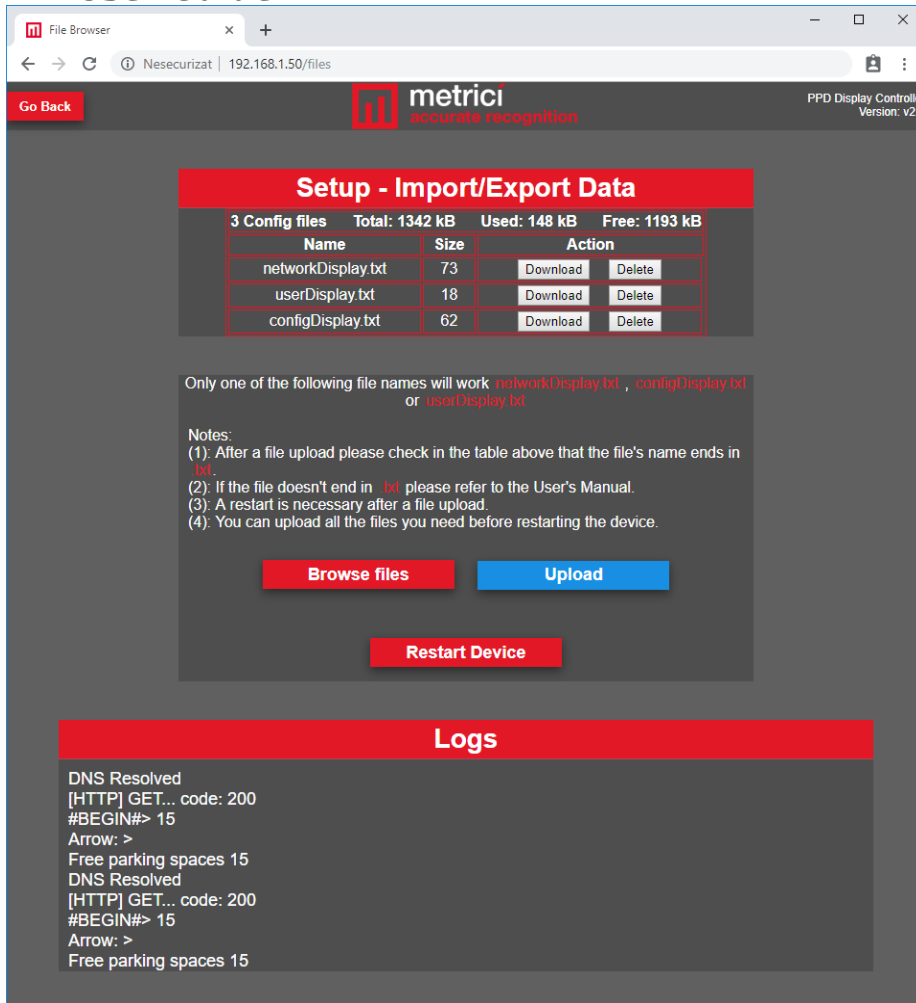 File Browser
Nesecurizat | 192.168.1.50/files
Go Back
metrici
accurate recognition
PPD Display Controll
Version: v2
Setup - Import/Export Data
3 Config files Total: 1342 kB Used: 148 kB Free: 1193 kB
Name Size Action
networkDisplay.txt 73 Download Delete
userDisplay.txt 18 Download Delete
configDisplay.txt 62 Download Delete
Only one of the following file names will work networkDisplay.txt , configDisplay.txt
or userDisplay.txt
Notes:
(1): After a file upload please check in the table above that the file's name ends in
.txt.
(2): If the file doesn't end in .txt please refer to the User's Manual.
(3): A restart is necessary after a file upload.
(4): You can upload all the files you need before restarting the device.
Browse files Upload
Restart Device
Logs
DNS Resolved
[HTTP] GET... code: 200
#BEGIN#> 15
Arrow: >
Free parking spaces 15
DNS Resolved
[HTTP] GET... code: 200
#BEGIN#> 15
Arrow: >
Free parking spaces 15